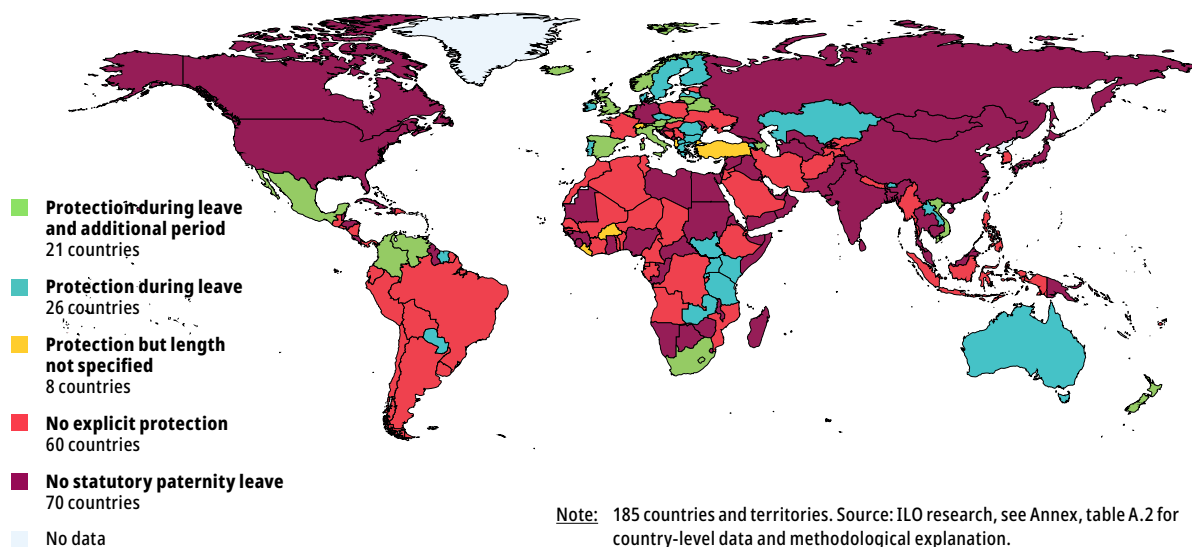 Protection during leave
and additional period
21 countries
Protection during leave
26 countries
Protection but length
not specified
8 countries
No explicit protection
60 countries
No statutory paternity leave
70 countries
No data
Note: 185 countries and territories. Source: ILO research, see Annex, table A.2 for
country-level data and methodological explanation.